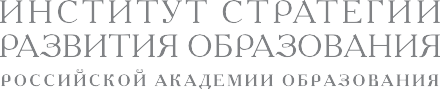 ИНСТИТУТ СТРАТЕГИИ
РАЗВИТИЯ ОБРАЗОВАНИЯ
РОССИЙСКОЙ АКАДЕМИИ ОБРАЗОВАНИЯ